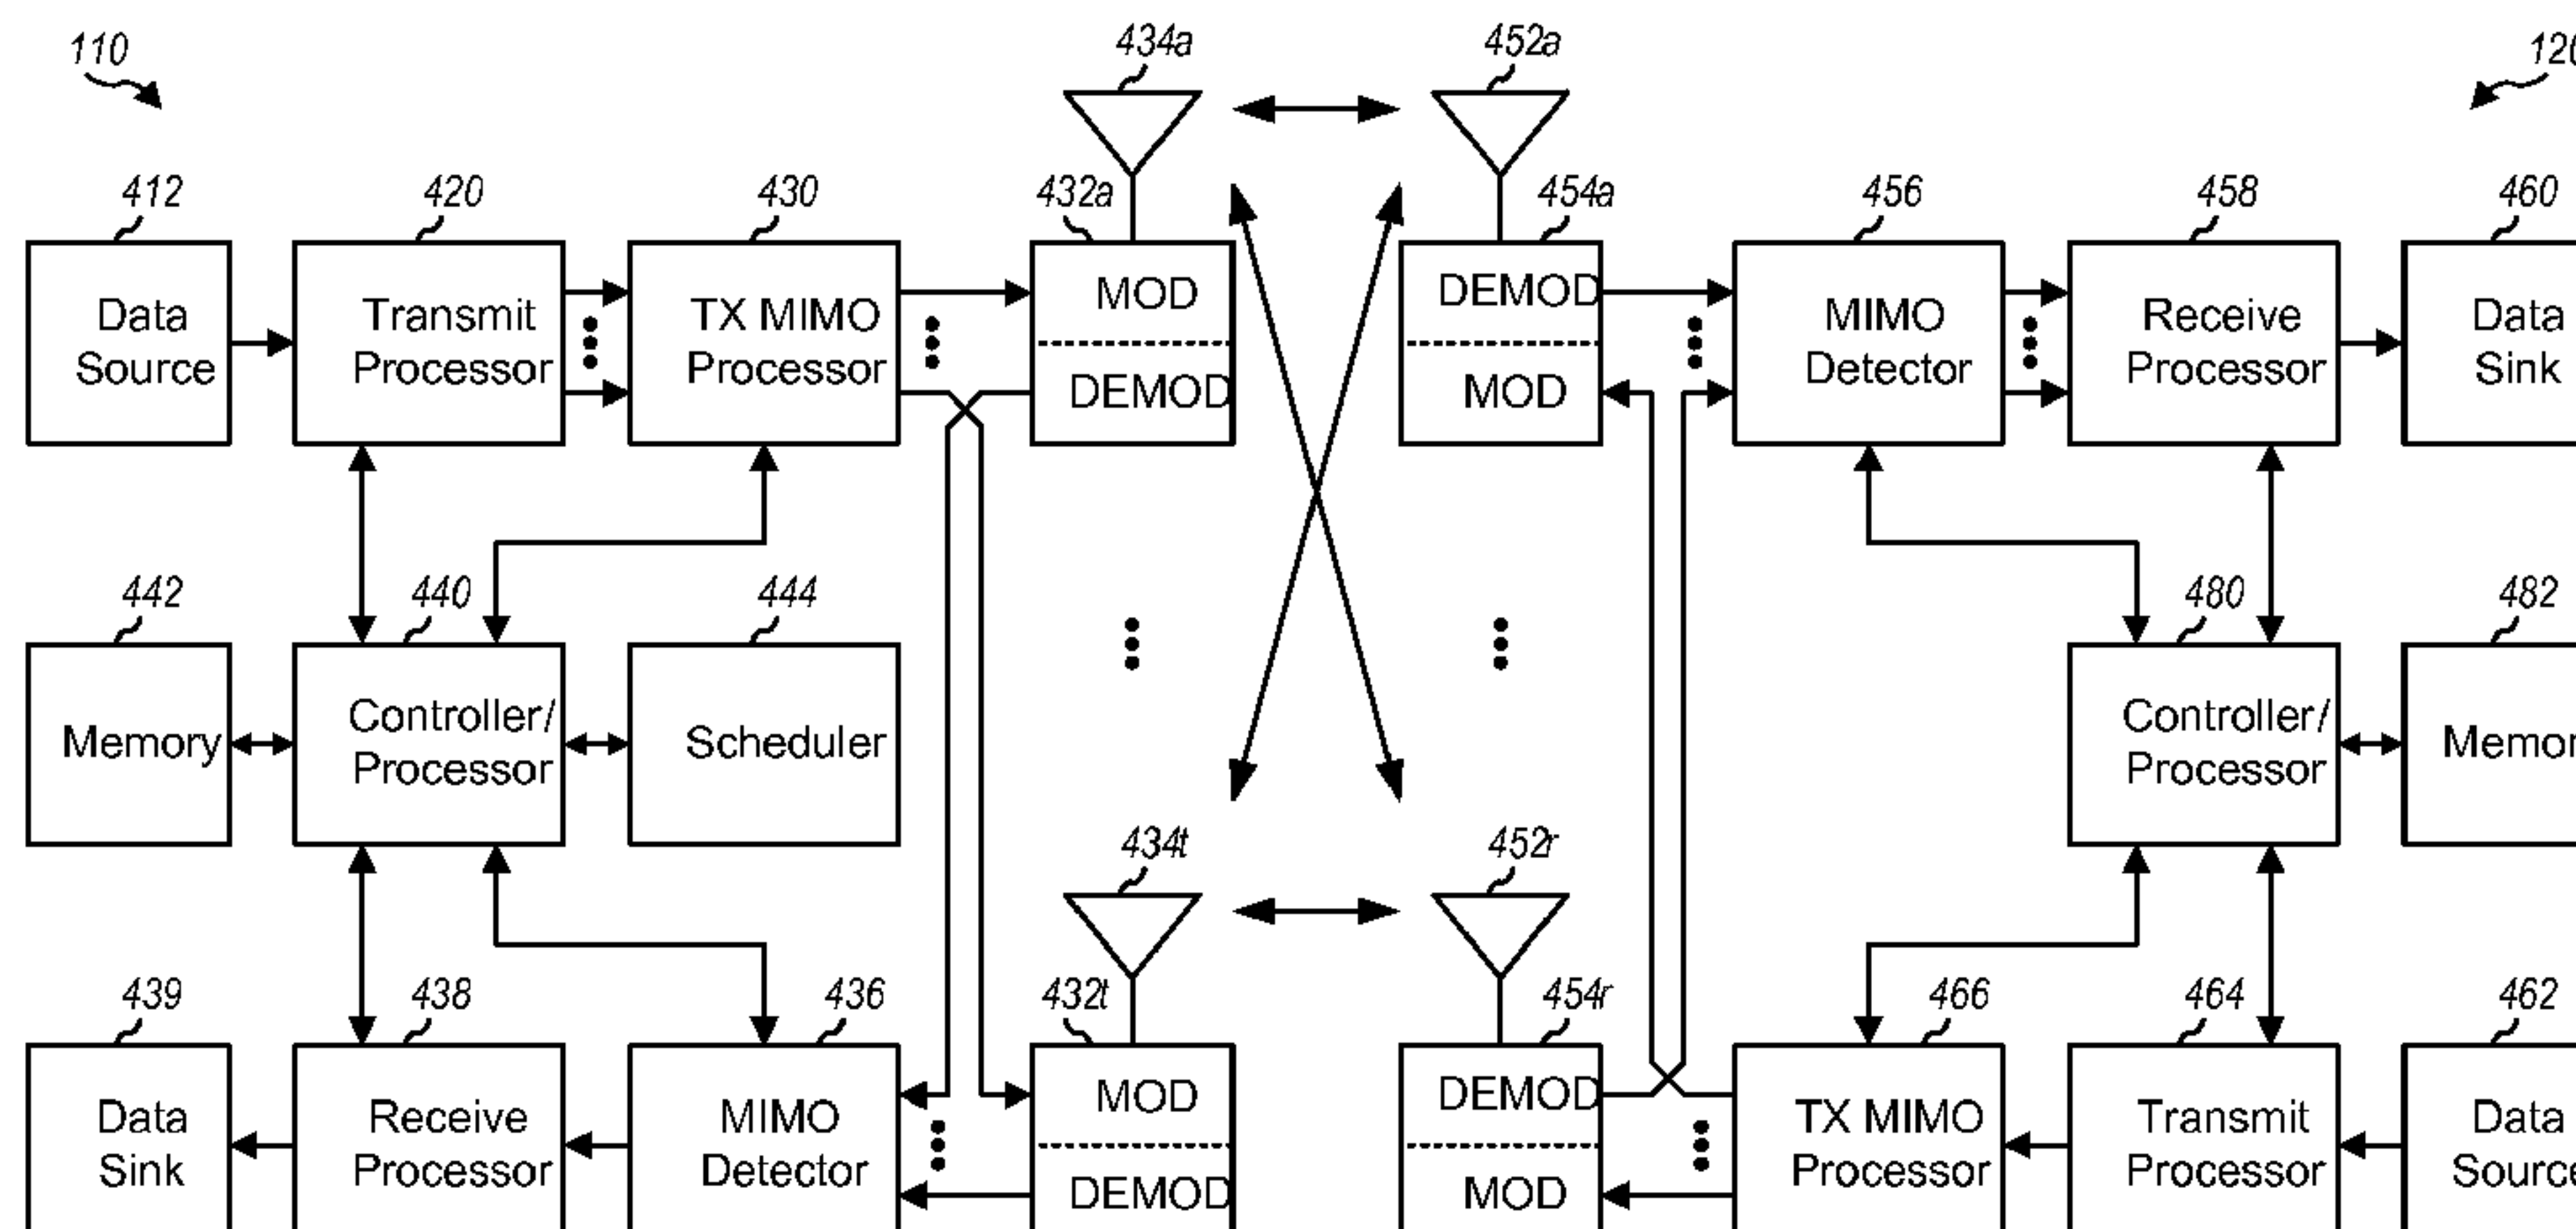 110
434a
452a
412
420
430
432a
454a
456
458
460
Data
Source
Transmit
Processor
TX MIMO
Processor
MOD
DEMOD
DEMOD
MOD
MIMO
Detector
Receive
Processor
Data
Sink
442
440
444
480
482
Memory
Controller/
Processor
Scheduler
Controller/
Processor
434t
452r
439
438
436
432t
454r
466
464
462
Data
Sink
Receive
Processor
MIMO
Detector
MOD
DEMOD
DEMOD
MOD
TX MIMO
Processor
Transmit
Processor
Data